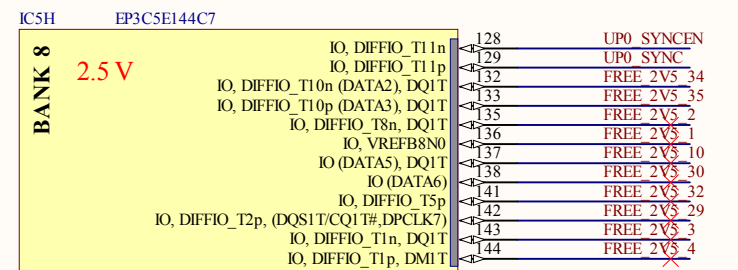 IC5H EP3C5E144C7
BANK 8
2.5 V
IO, DIFFIO_T11n 128 UP0_SYNCEN
IO, DIFFIO_T11p 129 UP0_SYNC
IO, DIFFIO_T10n (DATA2), DQ1T 132 FREE_2V5_34
IO, DIFFIO_T10p (DATA3), DQ1T 133 FREE_2V5_35
IO, DIFFIO_T8n, DQ1T 135 FREE_2V5_2
IO, VREFB8N0 136 FREE_2V5_1
IO (DATA5), DQ1T 137 FREE_2V5_10
IO (DATA6) 138 FREE_2V5_30
IO, DIFFIO_T5p 141 FREE_2V5_32
IO, DIFFIO_T2p, (DQS1T/CQ1T#,DPCLK7) 142 FREE_2V5_29
IO, DIFFIO_T1n, DQ1T 143 FREE_2V5_3
IO, DIFFIO_T1p, DM1T 144 FREE_2V5_4